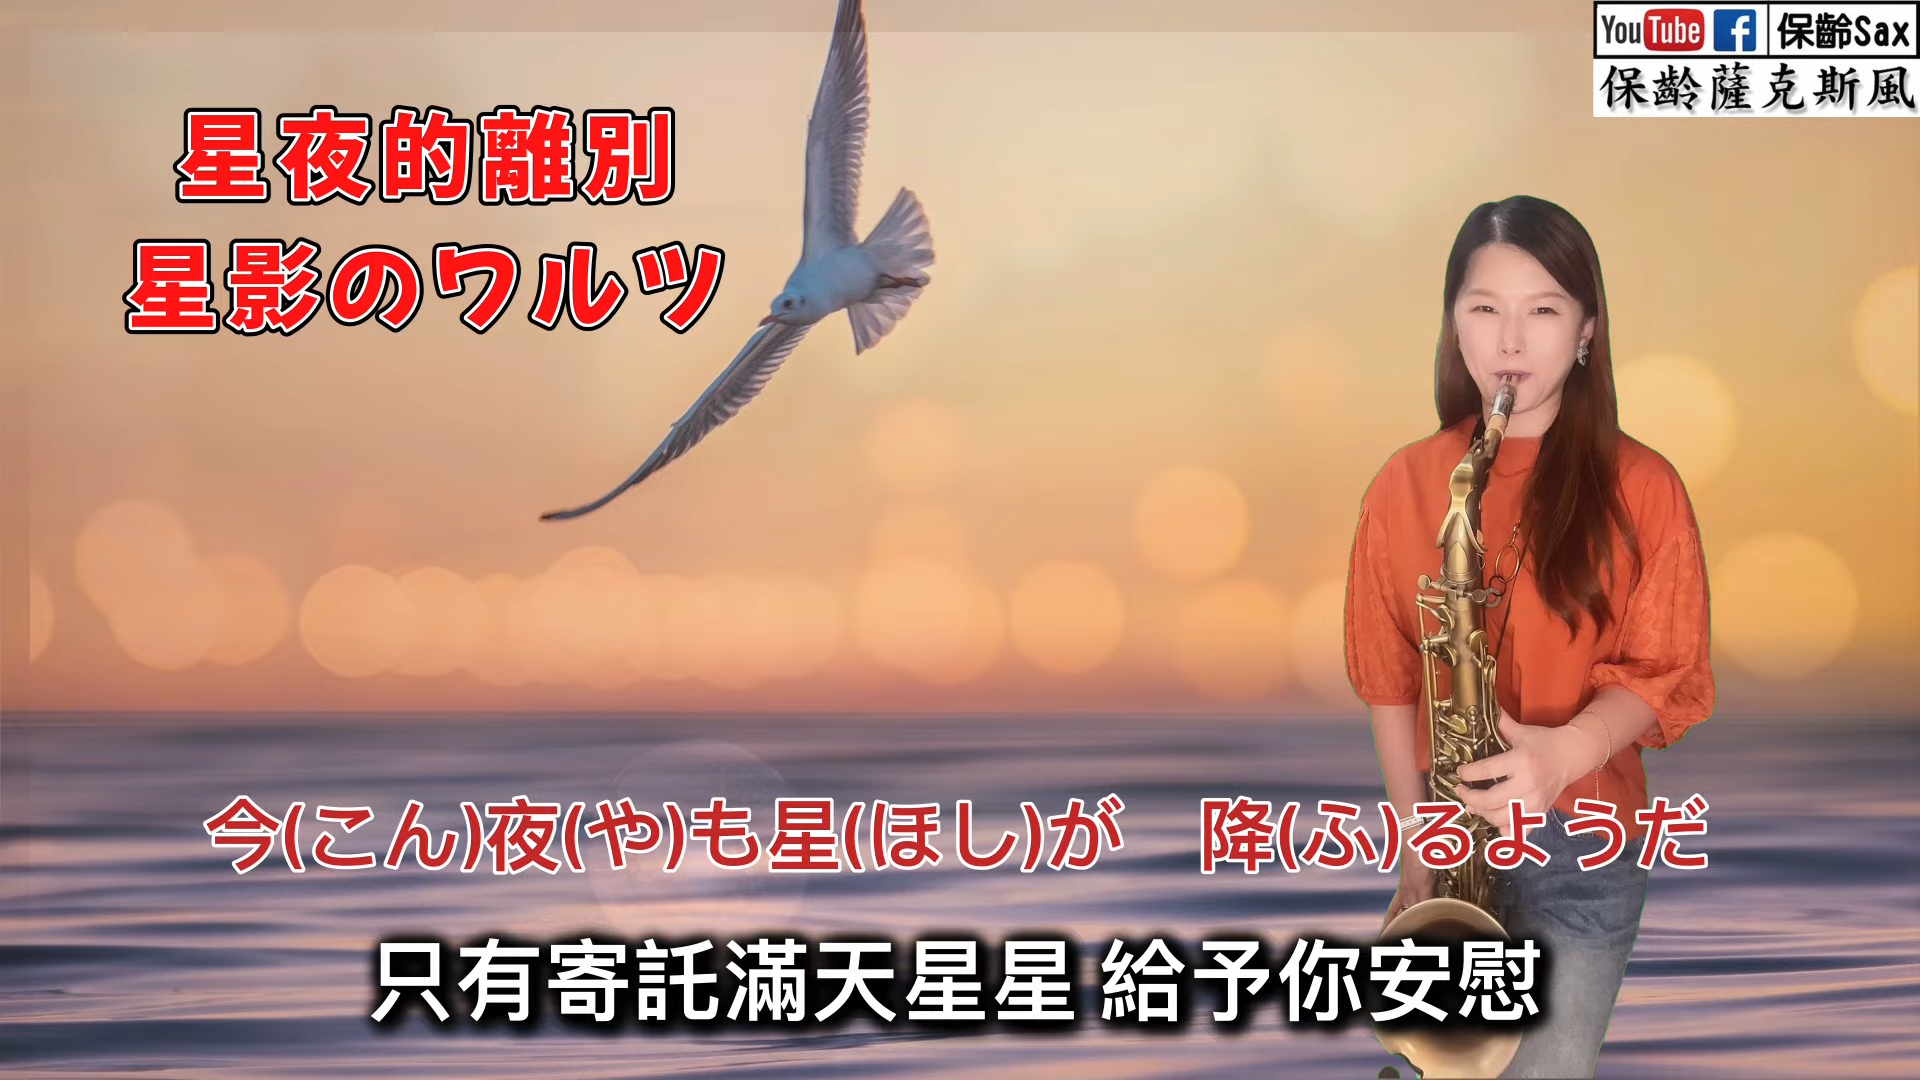 YouTube f 保齡Sax
保齡薩克斯風
星夜的離別
星影のワルツ
今(こん)夜(や)も星(ほし)が　降(ふ)るようだ
只有寄託滿天星星 給予你安慰